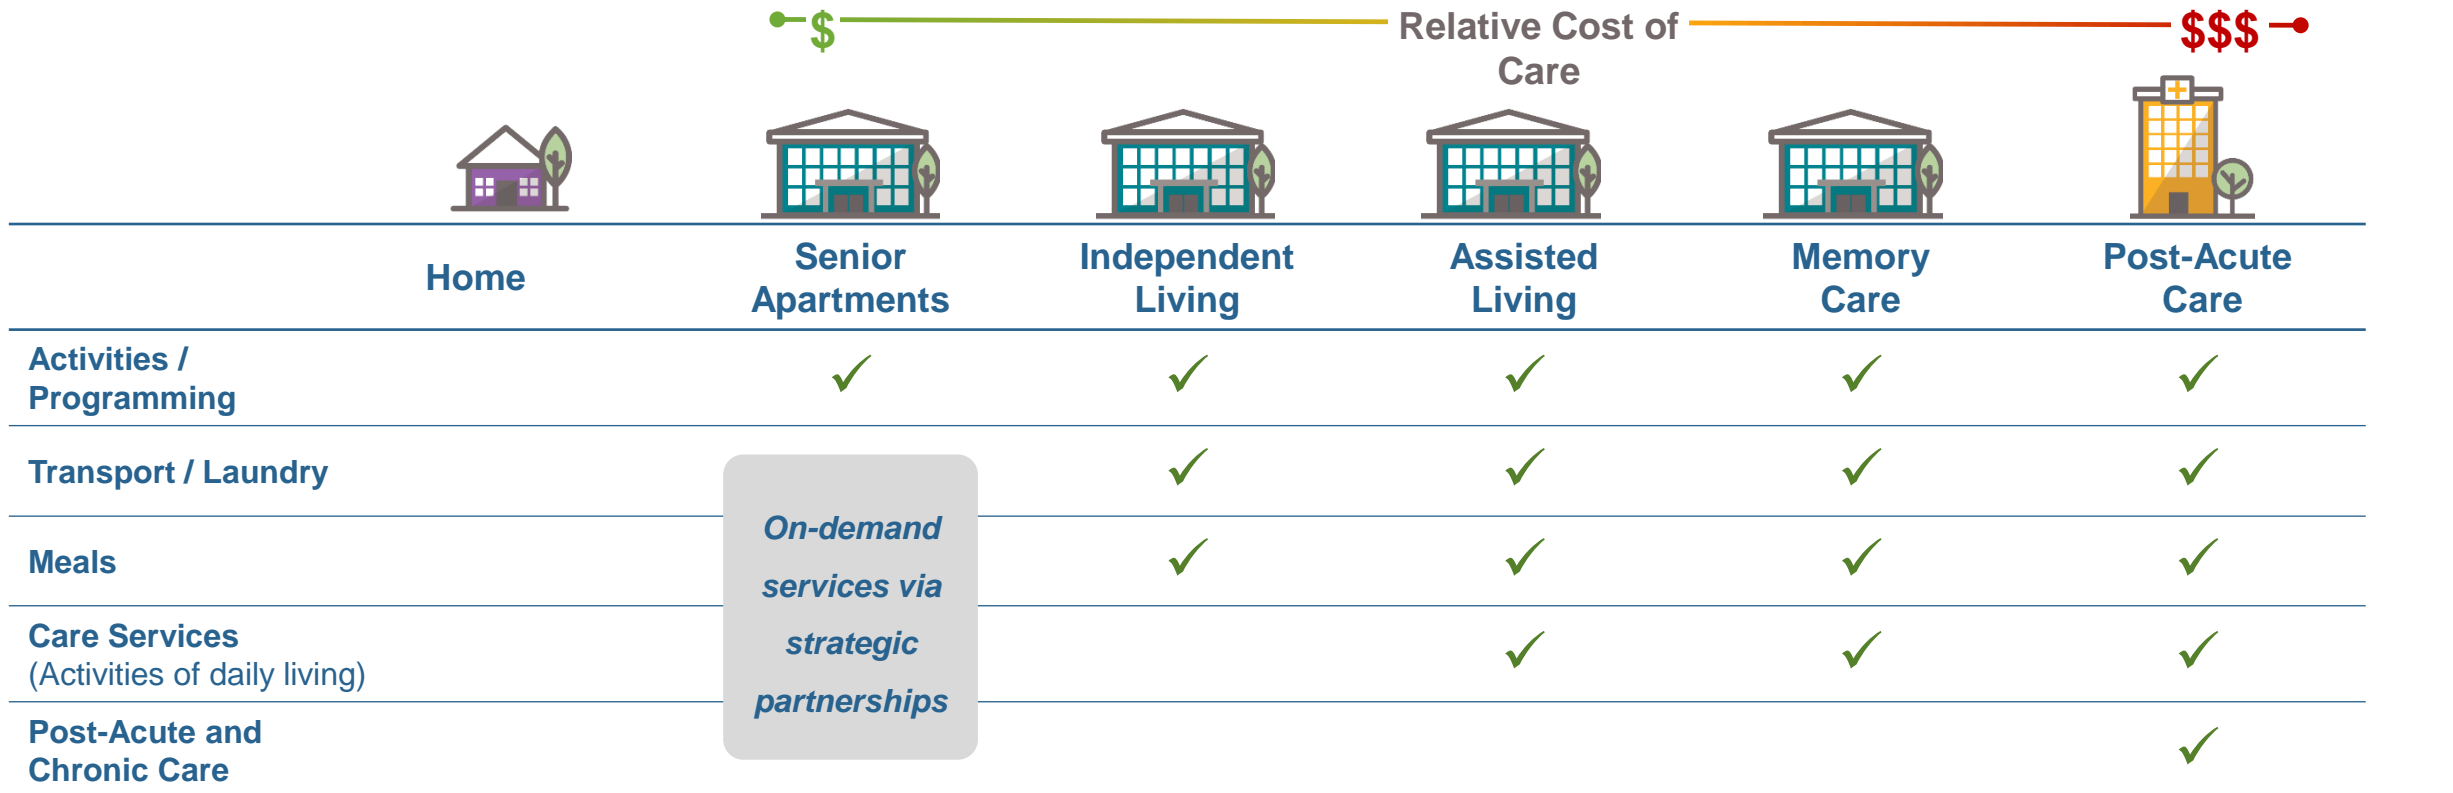 $
Relative Cost of
Care
$$$
Home
Senior
Apartments
Independent
Living
Assisted
Living
Memory
Care
Post-Acute
Care
Activities /
Programming
✓ ✓ ✓ ✓ ✓
Transport / Laundry
✓ ✓ ✓ ✓
On-demand
services via
strategic
partnerships
Meals
✓ ✓ ✓ ✓
Care Services
(Activities of daily living)
✓ ✓ ✓
Post-Acute and
Chronic Care
✓